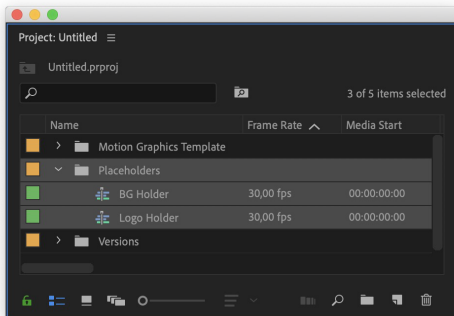 Project: Untitled
Untitled.prproj
3 of 5 items selected
Name Frame Rate Media Start
Motion Graphics Template
Placeholders
BG Holder 30,00 fps 00:00:00:00
Logo Holder 30,00 fps 00:00:00:00
Versions